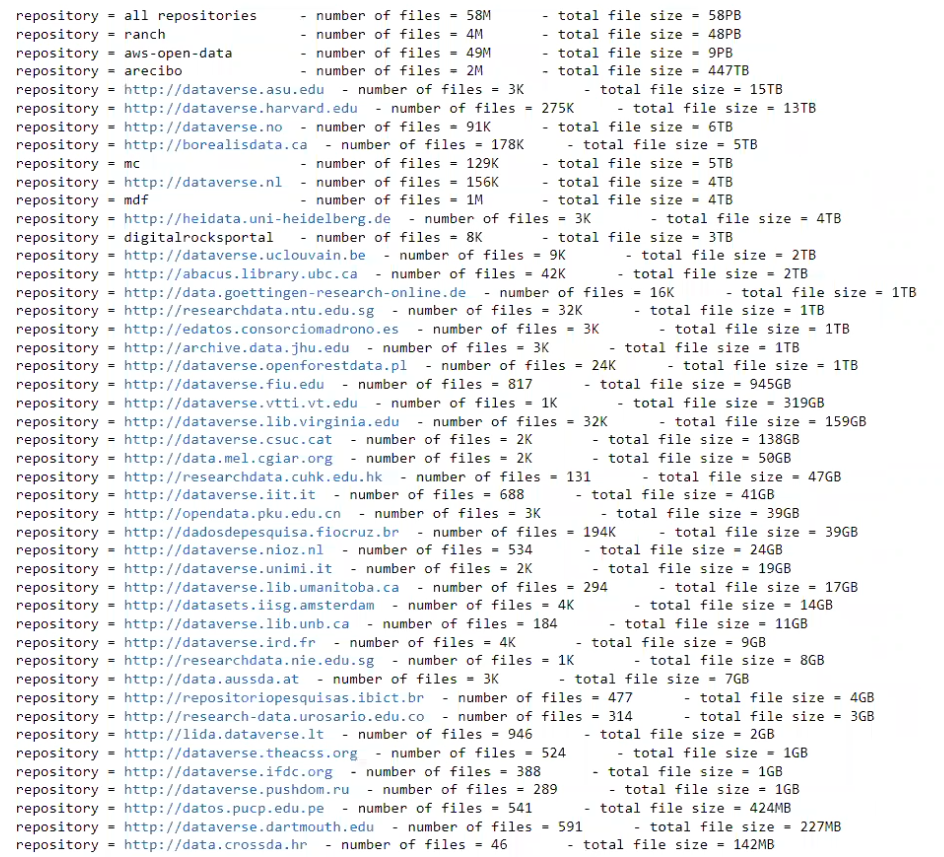 repository = all repositories - number of files = 58M - total file size = 58PB
repository = ranch - number of files = 4M - total file size = 48PB
repository = aws-open-data - number of files = 49M - total file size = 9PB
repository = arecibo - number of files = 2M - total file size = 447TB
repository = http://dataverse.asu.edu - number of files = 3K - total file size = 15TB
repository = http://dataverse.harvard.edu - number of files = 275K - total file size = 13TB
repository = http://dataverse.no - number of files = 91K - total file size = 6TB
repository = http://borealisdata.ca - number of files = 178K - total file size = 5TB
repository = mc - number of files = 129K - total file size = 5TB
repository = http://dataverse.nl - number of files = 156K - total file size = 4TB
repository = mdf - number of files = 1M - total file size = 4TB
repository = http://heidata.uni-heidelberg.de - number of files = 3K - total file size = 4TB
repository = digitalrocksportal - number of files = 8K - total file size = 3TB
repository = http://dataverse.uclouvain.be - number of files = 9K - total file size = 2TB
repository = http://abacus.library.ubc.ca - number of files = 42K - total file size = 2TB
repository = http://data.goettingen-research-online.de - number of files = 16K - total file size = 1TB
repository = http://researchdata.ntu.edu.sg - number of files = 32K - total file size = 1TB
repository = http://edatos.consorciomadrono.es - number of files = 3K - total file size = 1TB
repository = http://archive.data.jhu.edu - number of files = 3K - total file size = 1TB
repository = http://dataverse.openforestdata.pl - number of files = 24K - total file size = 1TB
repository = http://dataverse.fiu.edu - number of files = 817 - total file size = 945GB
repository = http://dataverse.vtti.vt.edu - number of files = 1K - total file size = 319GB
repository = http://dataverse.lib.virginia.edu - number of files = 32K - total file size = 159GB
repository = http://dataverse.csuc.cat - number of files = 2K - total file size = 138GB
repository = http://data.mel.cgiar.org - number of files = 2K - total file size = 50GB
repository = http://researchdata.cuhk.edu.hk - number of files = 131 - total file size = 47GB
repository = http://dataverse.iit.it - number of files = 688 - total file size = 41GB
repository = http://opendata.pku.edu.cn - number of files = 3K - total file size = 39GB
repository = http://dadosdepesquisa.fiocruz.br - number of files = 194K - total file size = 39GB
repository = http://dataverse.nioz.nl - number of files = 534 - total file size = 24GB
repository = http://dataverse.unimi.it - number of files = 2K - total file size = 19GB
repository = http://dataverse.lib.umanitoba.ca - number of files = 294 - total file size = 17GB
repository = http://datasets.iisg.amsterdam - number of files = 4K - total file size = 14GB
repository = http://dataverse.lib.unb.ca - number of files = 184 - total file size = 11GB
repository = http://dataverse.ird.fr - number of files = 4K - total file size = 9GB
repository = http://researchdata.nie.edu.sg - number of files = 1K - total file size = 8GB
repository = http://data.aussda.at - number of files = 3K - total file size = 7GB
repository = http://repositoriopesquisas.ibict.br - number of files = 477 - total file size = 4GB
repository = http://research-data.urosario.edu.co - number of files = 314 - total file size = 3GB
repository = http://lida.dataverse.lt - number of files = 946 - total file size = 2GB
repository = http://dataverse.theacss.org - number of files = 524 - total file size = 1GB
repository = http://dataverse.ifdc.org - number of files = 388 - total file size = 1GB
repository = http://dataverse.pushdom.ru - number of files = 289 - total file size = 1GB
repository = http://datos.pucp.edu.pe - number of files = 541 - total file size = 424MB
repository = http://dataverse.dartmouth.edu - number of files = 591 - total file size = 227MB
repository = http://data.crossda.hr - number of files = 46 - total file size = 142MB